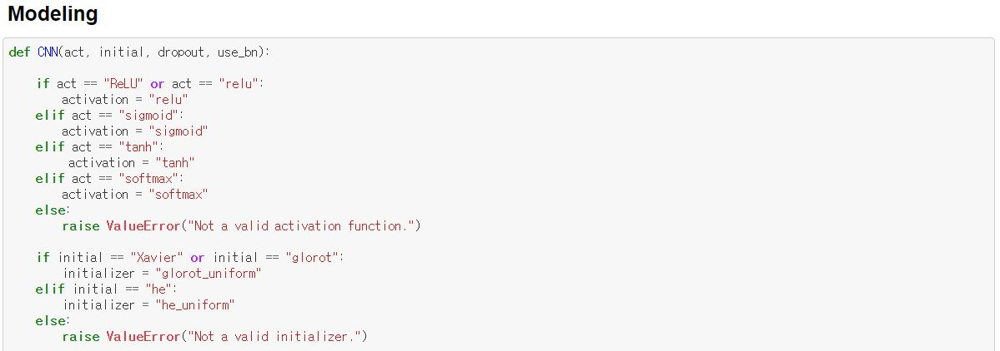 Modeling
def CNN(act, initial, dropout, use_bn):
if act == "ReLU" or act == "relu":
activation = "relu"
elif act == "sigmoid":
activation = "sigmoid"
elif act == "tanh":
activation = "tanh"
elif act == "softmax":
activation = "softmax"
else:
raise ValueError("Not a valid activation function.")
if initial == "Xavier" or initial == "glorot":
initializer = "glorot_uniform"
elif initial == "he":
initializer = "he_uniform"
else:
raise ValueError("Not a valid initializer.")